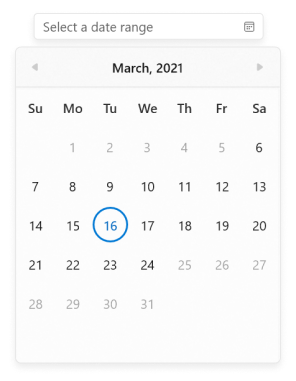 Select a date range
March, 2021
Su Mo Tu We Th Fr Sa
1 2 3 4 5 6
7 8 9 10 11 12 13
14 15 16 17 18 19 20
21 22 23 24 25 26 27
28 29 30 31